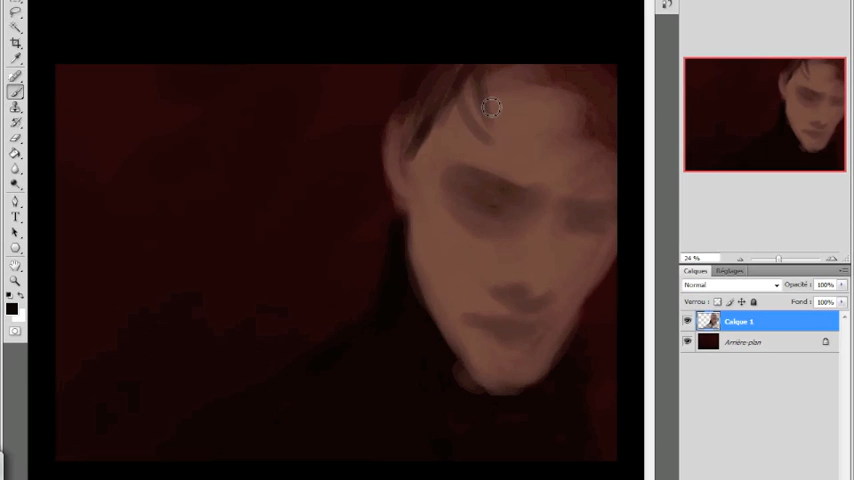 24 %
Calques Réglages
Normal Opacité : 100%
Verrou : Fond : 100%
Calque 1
Arrière-plan